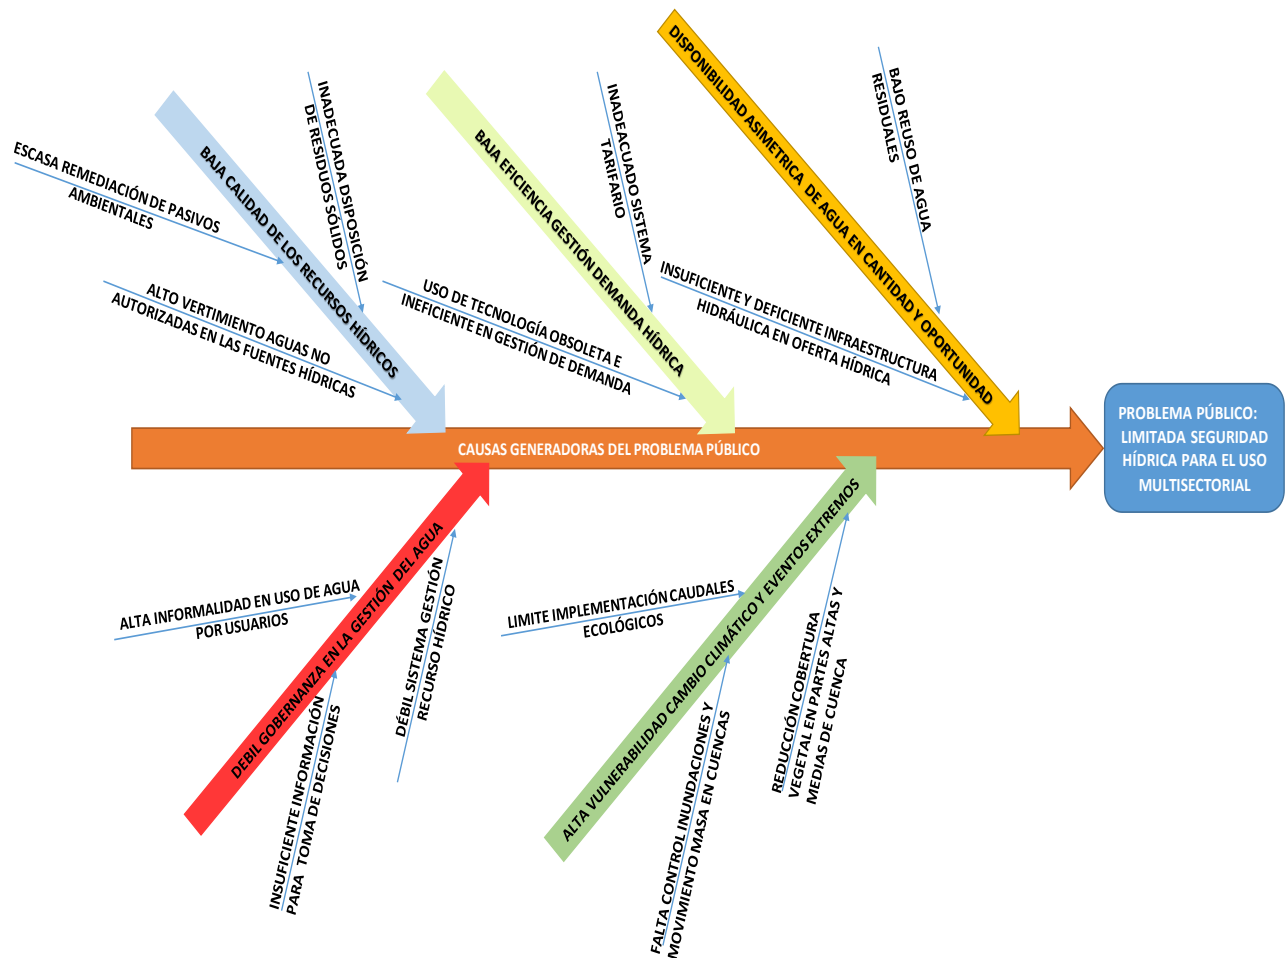 DISPONIBILIDAD ASIMETRICA DE AGUA EN CANTIDAD Y OPORTUNIDAD
BAJO REUSO DE AGUA
RESIDUALES
INSUFICIENTE Y DEFICIENTE INFRAESTRUCTURA
HIDRÁULICA EN OFERTA HÍDRICA
BAJA EFICIENCIA GESTIÓN DEMANDA HÍDRICA
INADEACUADO SISTEMA
TARIFARIO
USO DE TECNOLOGÍA OBSOLETA E
INEFICIENTE EN GESTIÓN DE DEMANDA
BAJA CALIDAD DE LOS RECURSOS HÍDRICOS
INADECUADA DSIPOSICIÓN
DE RESIDUOS SÓLIDOS
ESCASA REMEDIACIÓN DE PASIVOS
AMBIENTALES
ALTO VERTIMIENTO AGUAS NO
AUTORIZADAS EN LAS FUENTES HÍDRICAS
CAUSAS GENERADORAS DEL PROBLEMA PÚBLICO
PROBLEMA PÚBLICO:
LIMITADA SEGURIDAD
HÍDRICA PARA EL USO
MULTISECTORIAL
DEBIL GOBERNANZA EN LA GESTIÓN DEL AGUA
ALTA INFORMALIDAD EN USO DE AGUA
POR USUARIOS
INSUFICIENTE INFORMACIÓN
PARA TOMA DE DECISIONES
DÉBIL SISTEMA GESTIÓN
RECURSO HÍDRICO
ALTA VULNERABILIDAD CAMBIO CLIMÁTICO Y EVENTOS EXTREMOS
LIMITE IMPLEMENTACIÓN CAUDALES
ECOLÓGICOS
FALTA CONTROL INUNDACIONES Y
MOVIMIENTO MASA EN CUENCAS
REDUCCIÓN COBERTURA
VEGETAL EN PARTES ALTAS Y
MEDIAS DE CUENCA